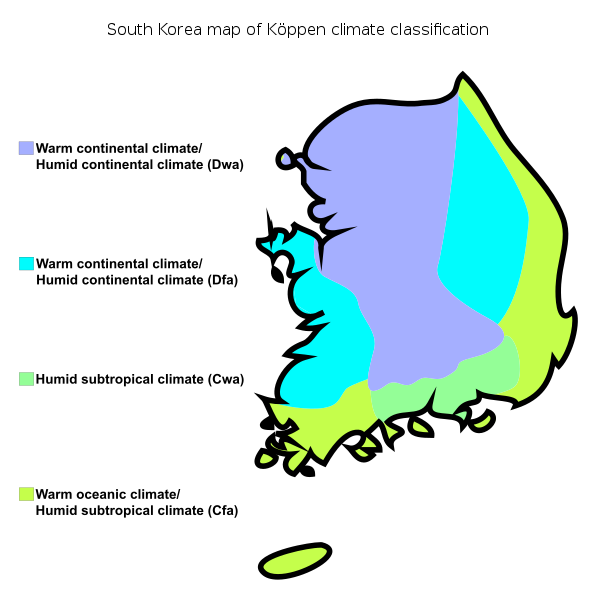 South Korea map of Köppen climate classification
Warm continental climate/
Humid continental climate (Dwa)
Warm continental climate/
Humid continental climate (Dfa)
Humid subtropical climate (Cwa)
Warm oceanic climate/
Humid subtropical climate (Cfa)